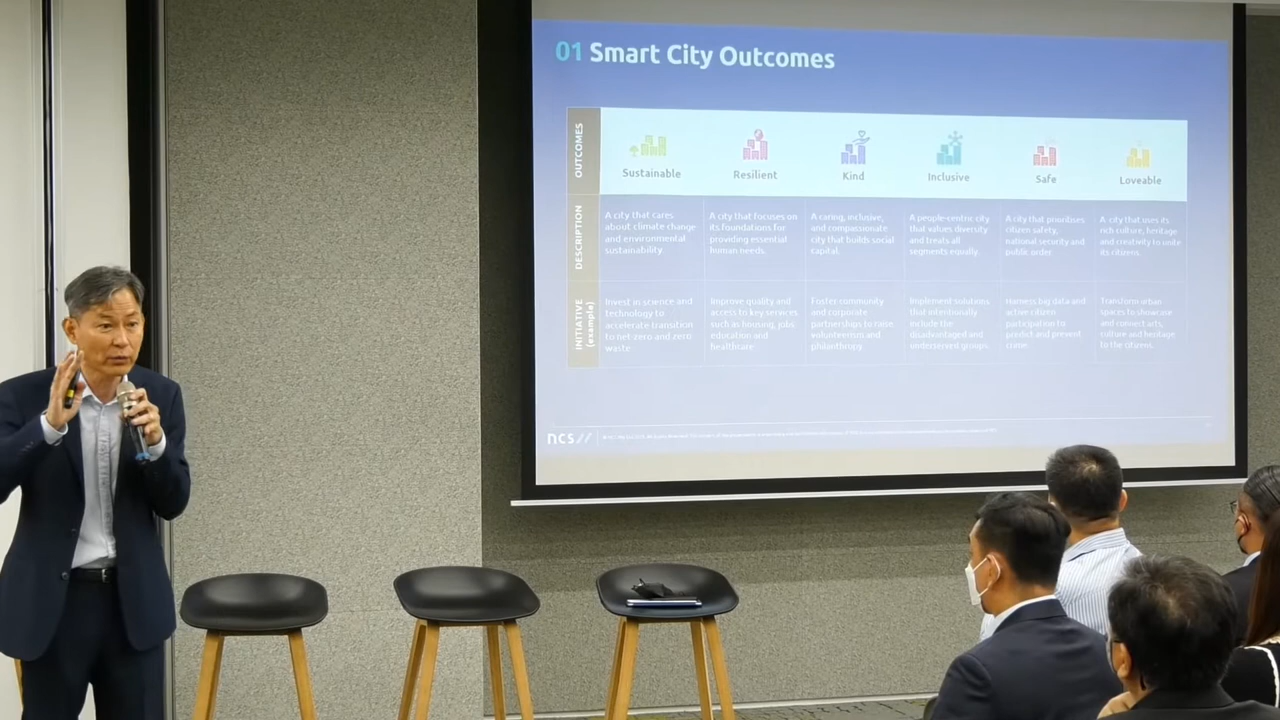 01 Smart City Outcomes
OUTCOMES
Sustainable
Resilient
Kind
Inclusive
Safe
Loveable
DESCRIPTION
A city that cares
about climate change
and environmental
sustainability.
A city that focuses on
its foundations for
providing essential
human needs.
A caring, inclusive,
and compassionate
city that builds social
capital.
A people-centric city
that values diversity
and treats all
segments equally.
A city that prioritises
citizen safety,
national security and
public order.
A city that uses its
rich culture, heritage
and creativity to unite
its citizens.
INITIATIVE
(example)
Invest in science and
technology to
accelerate transition
to net-zero and zero
waste
Improve quality and
access to key services
such as housing, jobs
education and
healthcare
Foster community
and corporate
partnerships to raise
volunteerism and
philanthropy.
Implement solutions
that intentionally
include the
disadvantaged and
underserved groups.
Harness big data and
active citizen
participation to
predict and prevent
crime.
Transform urban
spaces to showcase
and connect arts,
culture and heritage
to the citizens.
ncs//